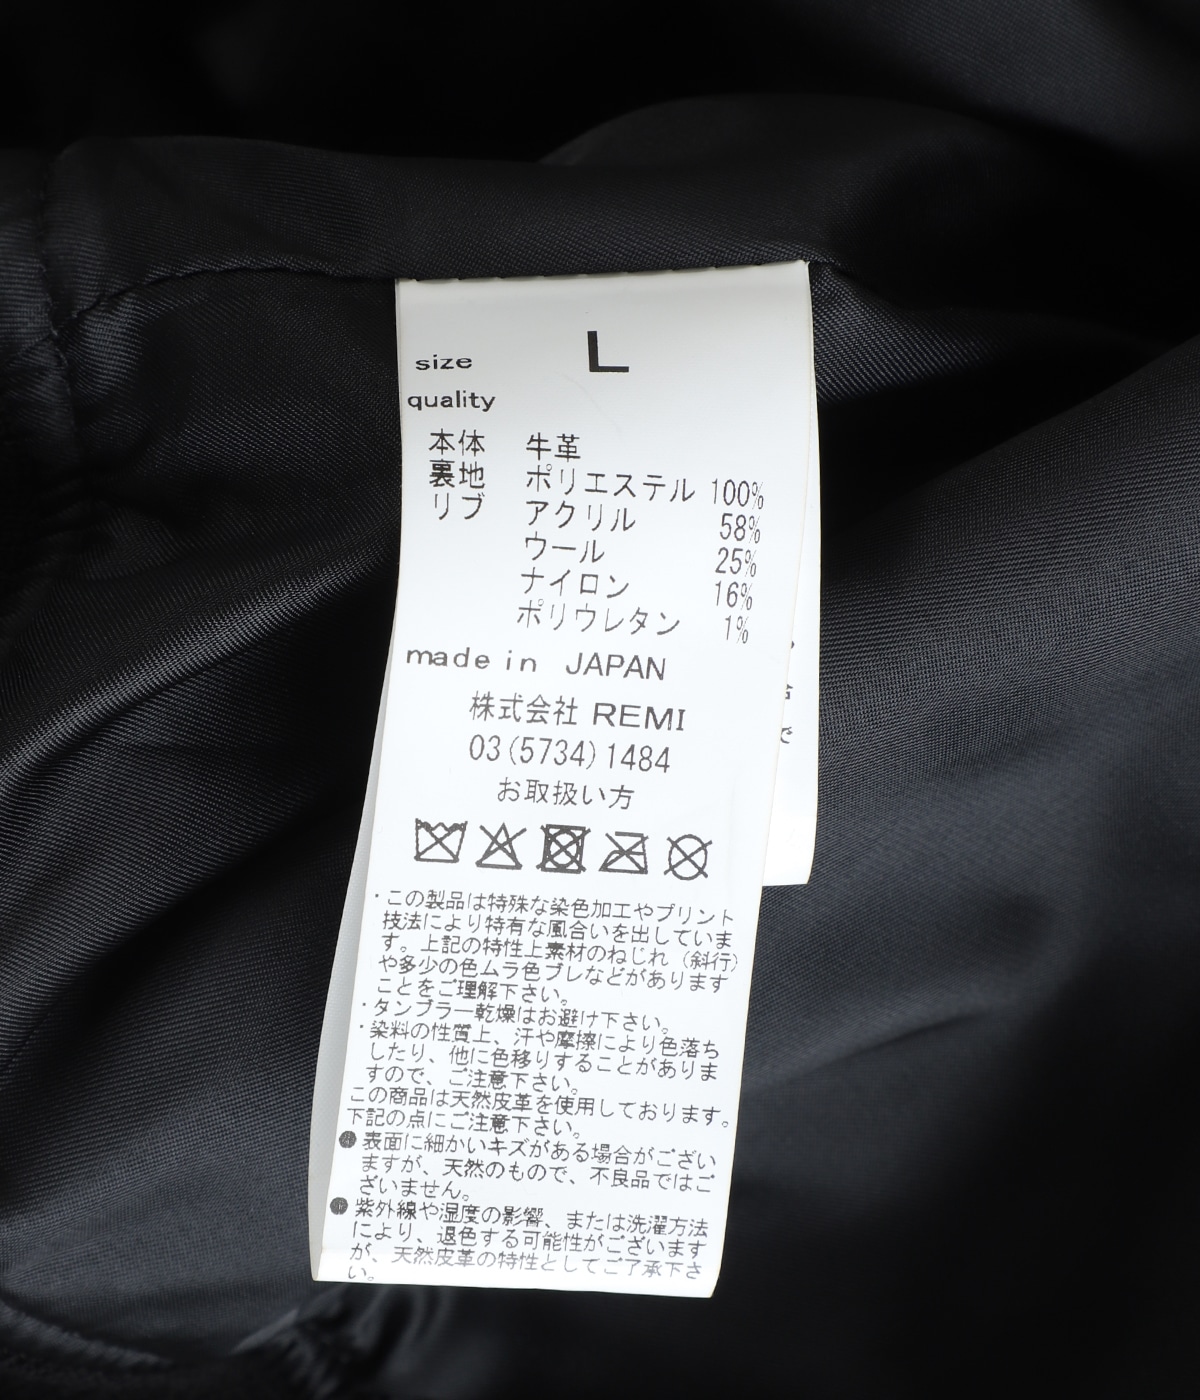 size L
quality
本体 牛革
裏地 ポリエステル 100%
リブ アクリル 58%
ウール 25%
ナイロン 16%
ポリウレタン 1%
made in JAPAN
株式会社 REMI
03(5734)1484
お取扱い方
・この製品は特殊な染色加工やプリント
技法により特有な風合いを出していま
す。上記の特性上素材のねじれ（斜行）
や多少の色ムラ色ブレなどがあります
ことをご理解下さい。
・タンブラー乾燥はお避け下さい。
・染料の性質上、汗や摩擦により色落ち
したり、他に色移りすることがありま
すので、ご注意下さい。
この商品は天然皮革を使用しております。
下記の点にご注意下さい。
●表面に細かいキズがある場合がござい
ますが、天然のもので、不良品ではご
ざいません。
●紫外線や湿度の影響、または洗濯方法
により、退色する可能性がございます
が、天然皮革の特性としてご了承下さ
い。
で